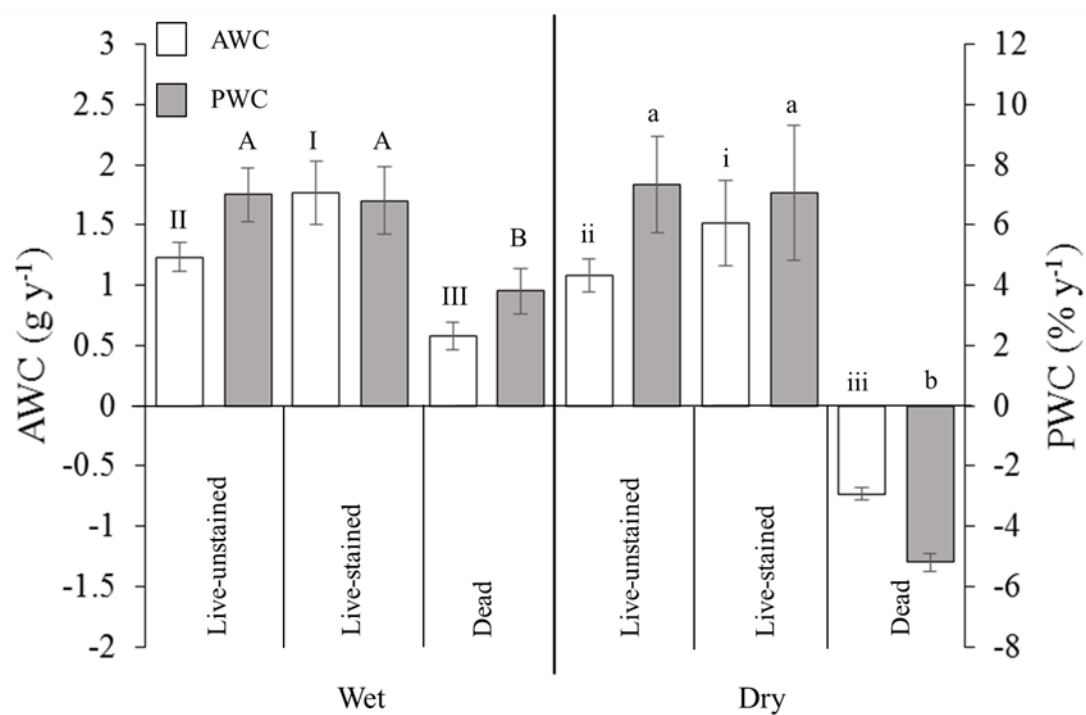 AWC
PWC
AWC (g y-1)
3
2.5
2
1.5
1
0.5
0
-0.5
-1
-1.5
-2
II
A
I
A
III
B
ii
a
i
a
iii
b
12
10
8
6
4
2
0
-2
-4
-6
-8
PWC (% y-1)
Live-unstained
Live-stained
Dead
Live-unstained
Live-stained
Dead
Wet
Dry